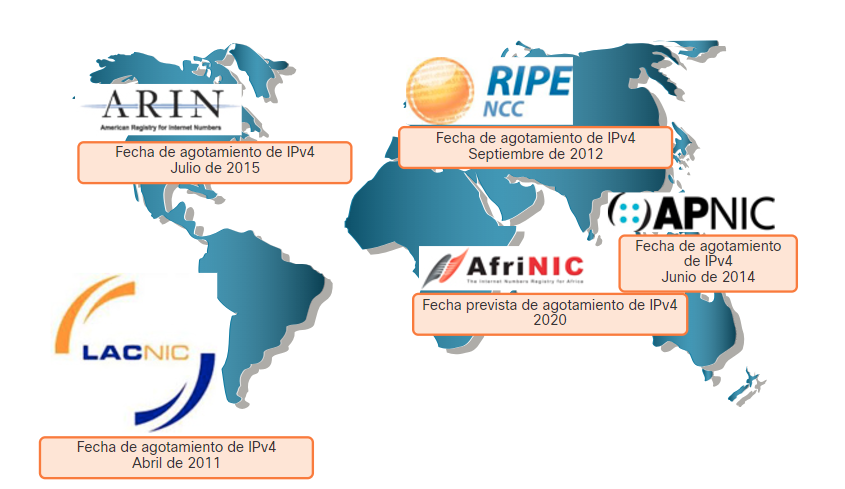 ARIN
American Registry for Internet Numbers
Fecha de agotamiento de IPv4
Julio de 2015
RIPE
NCC
Fecha de agotamiento de IPv4
Septiembre de 2012
APNIC
Fecha de agotamiento
de IPv4
Junio de 2014
AfriNIC
The Internet Numbers Registry for Africa
Fecha prevista de agotamiento de IPv4
2020
LACNIC
Fecha de agotamiento de IPv4
Abril de 2011